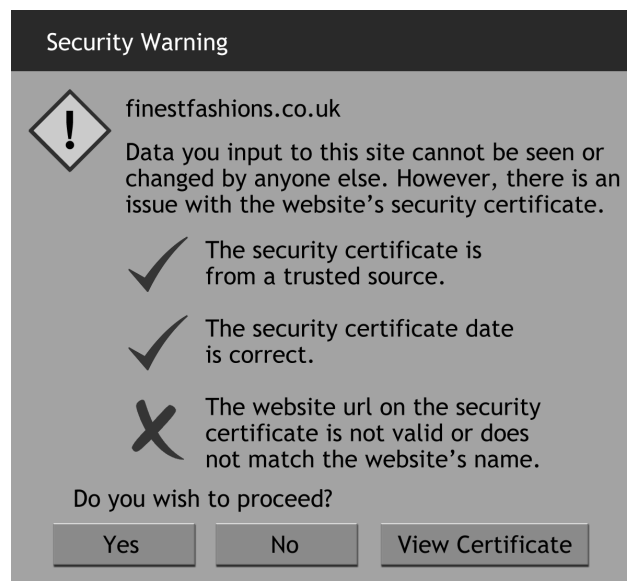 Security Warning
!
finestfashions.co.uk
Data you input to this site cannot be seen or
changed by anyone else. However, there is an
issue with the website’s security certificate.
The security certificate is
from a trusted source.
The security certificate date
is correct.
The website url on the security
certificate is not valid or does
not match the website’s name.
Do you wish to proceed?
Yes
No
View Certificate